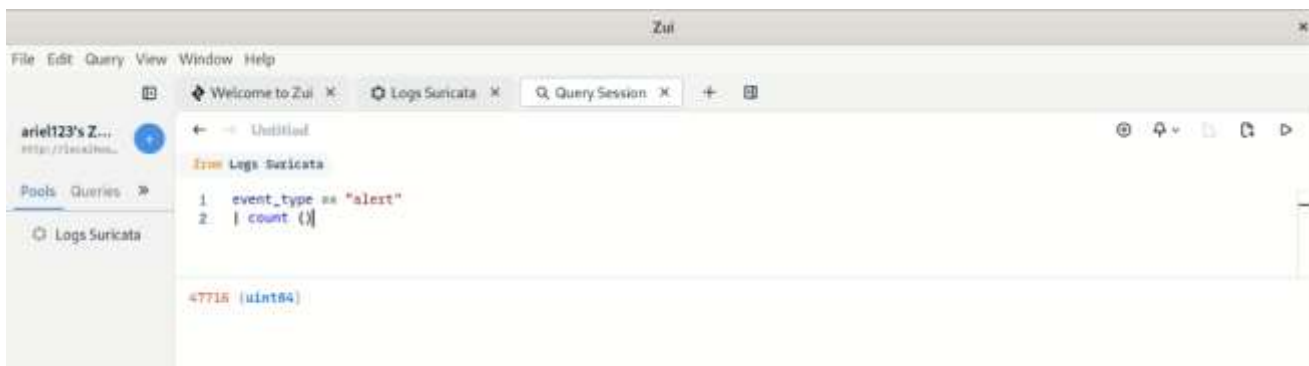 Zui
File Edit Query View Window Help
Welcome to Zui Logs Suricata Query Session
ariel123's Z...
Untitled
from Logs Suricata
Pools Queries
1 event_type == "alert"
2 | count ()
Logs Suricata
47716 (uint64)